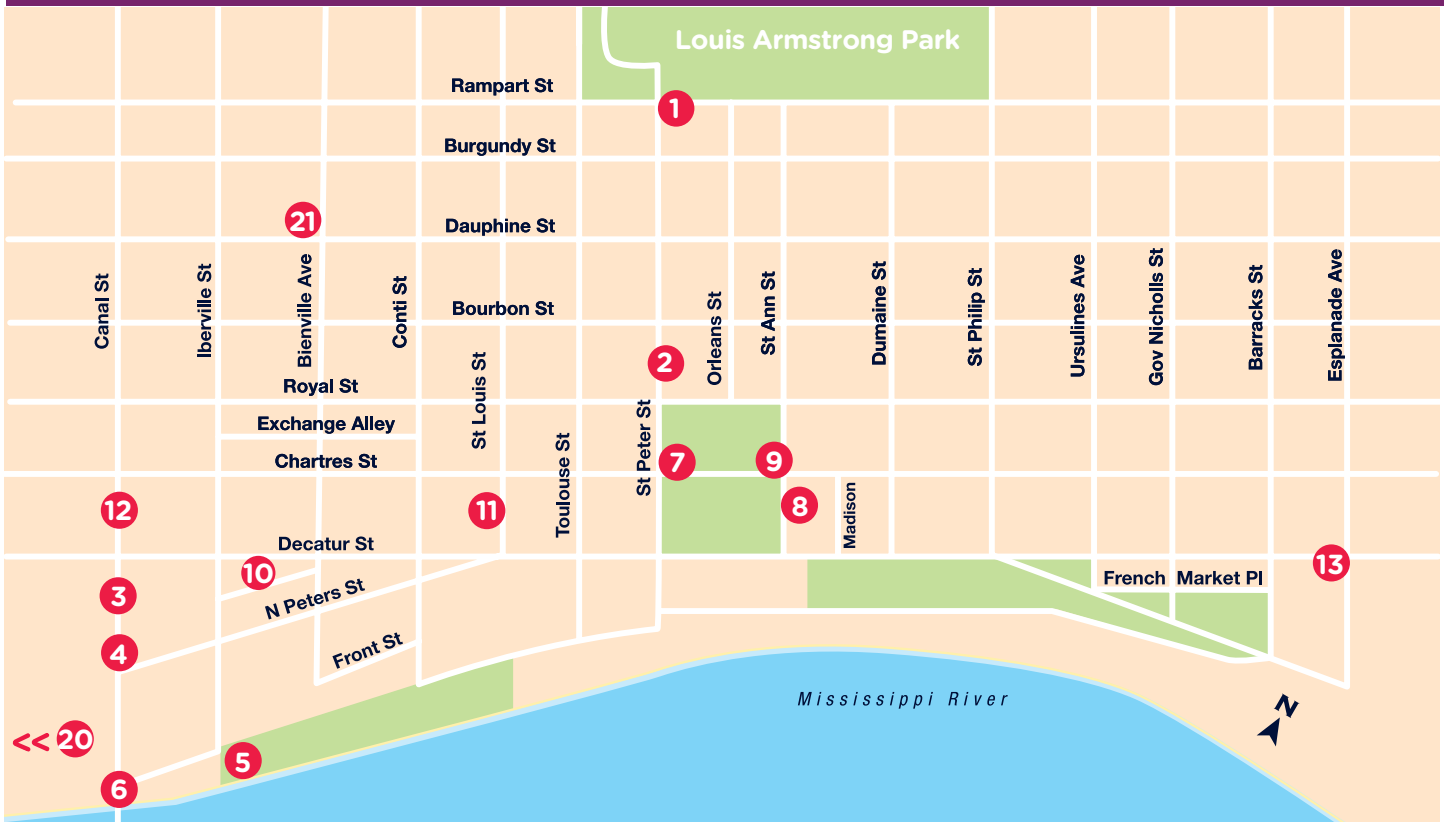 Louis Armstrong Park
Rampart St
1
Burgundy St
21
Dauphine St
Canal St
Iberville St
Bienville Ave
Conti St
Bourbon St
St Louis St
Toulouse St
St Peter St
Orleans St
St Ann St
Dumaine St
St Philip St
Ursulines Ave
Gov Nicholls St
Barracks St
Esplanade Ave
2
Royal St
Exchange Alley
Chartres St
7
9
12
11
8
Madison
Decatur St
10
13
3
N Peters St
French Market Pl
4
Front St
Mississippi River
N
<< 20
5
6